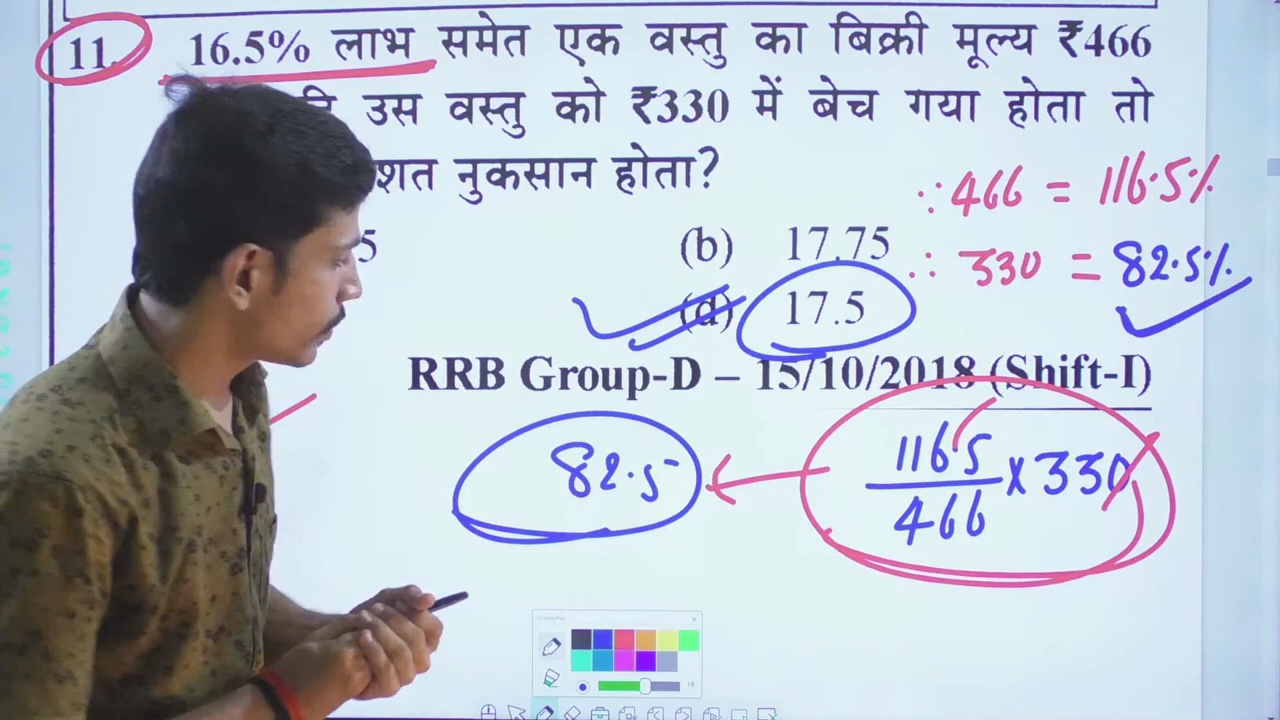 11. 16.5% लाभ समेत एक वस्तु का बिक्री मूल्य ₹466
उस वस्तु को ₹330 में बेच गया होता तो
शत नुकसान होता?
∵ 466 = 116.5%
5 (b) 17.75
∴ 330 = 82.5%
(d) 17.5
RRB Group-D – 15/10/2018 (Shift-I)
82.5
1165/466 × 330